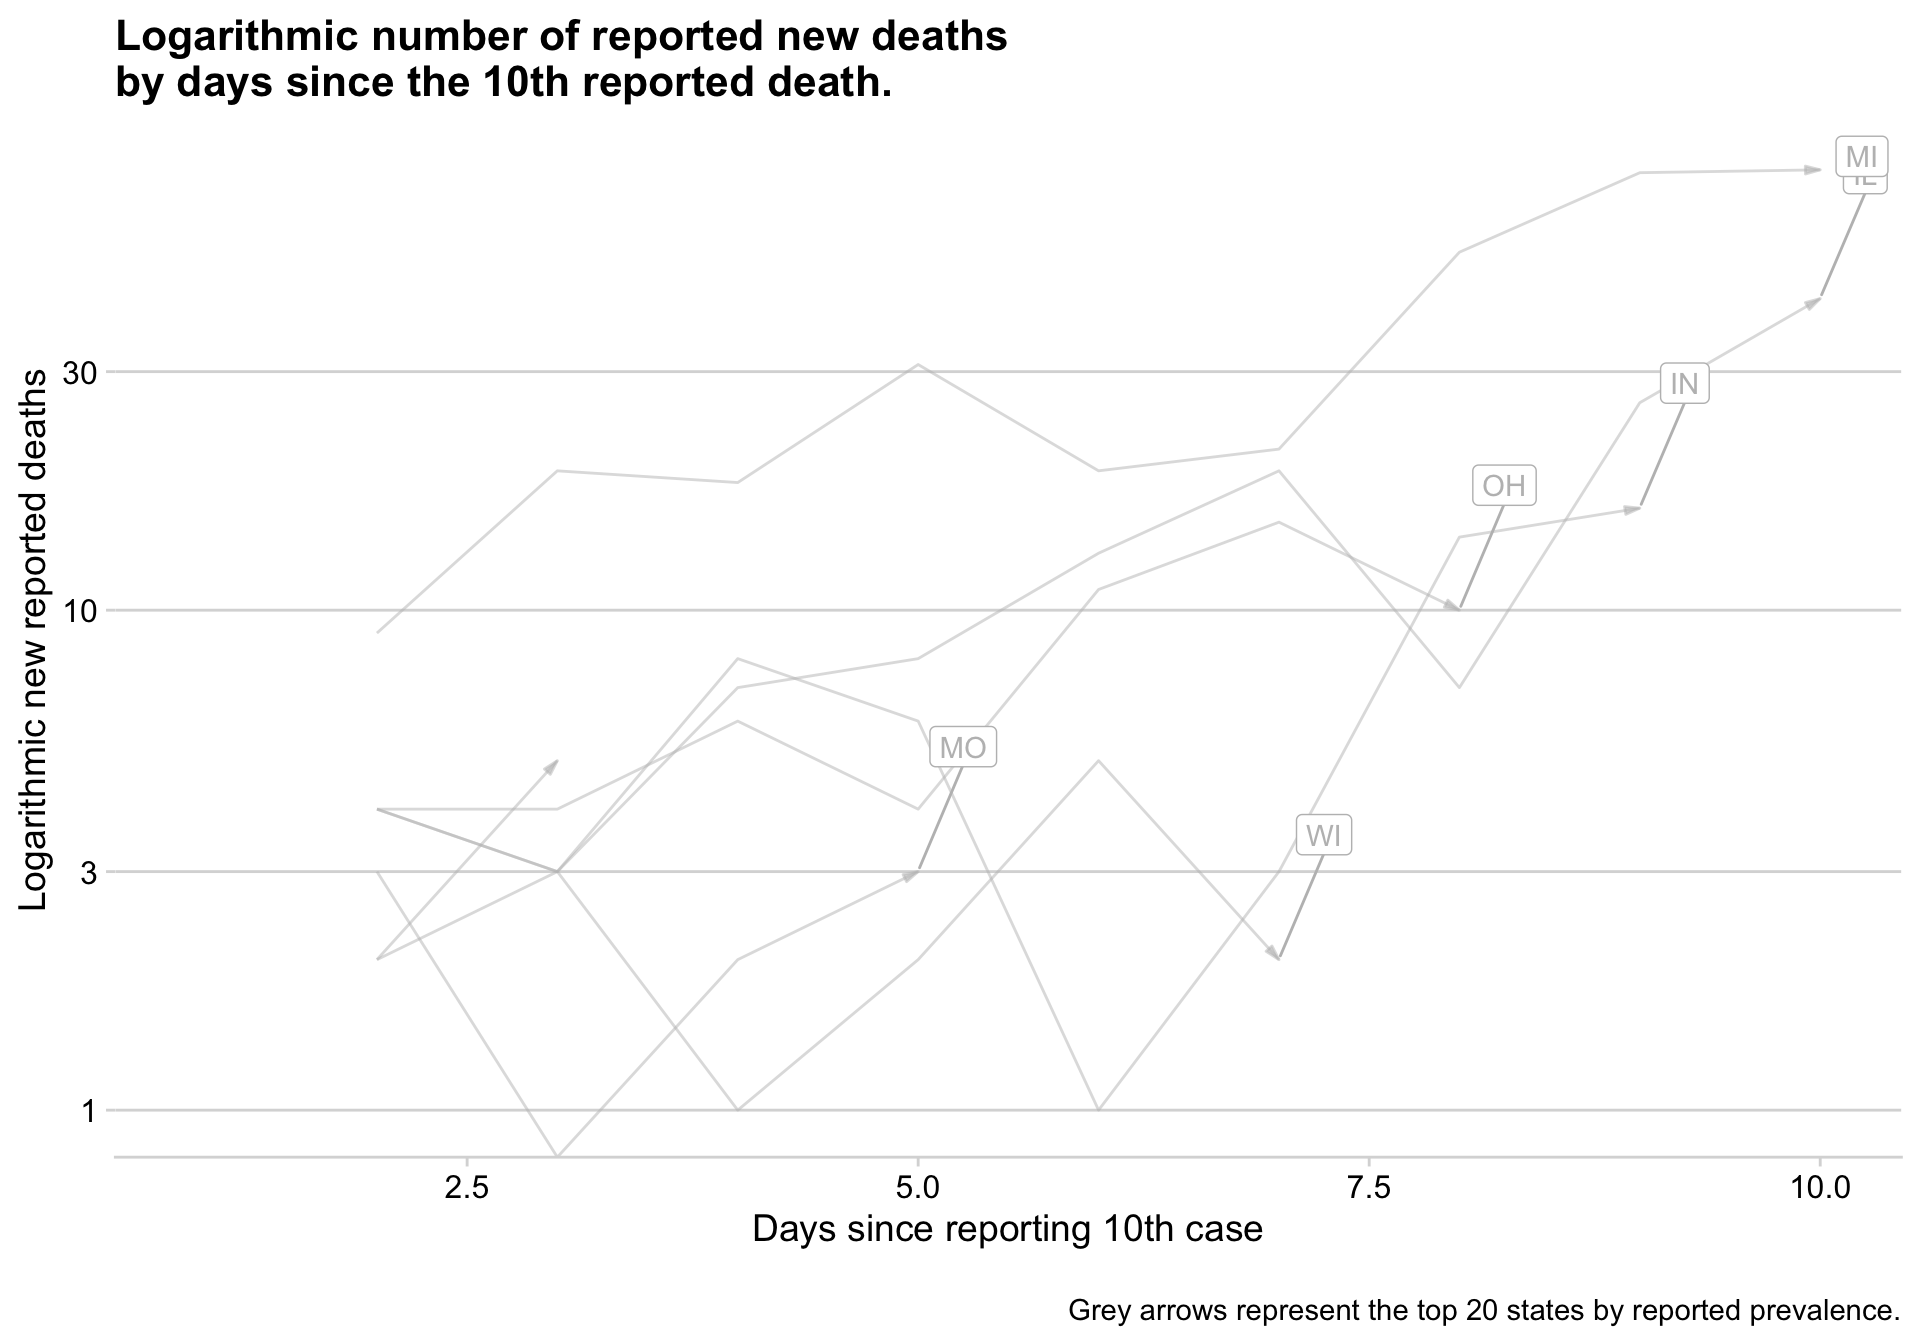 Logarithmic number of reported new deaths
by days since the 10th reported death.
MI
IN
OH
MO
WI
Logarithmic new reported deaths
30
10
3
1
2.5 5.0 7.5 10.0
Days since reporting 10th case
Grey arrows represent the top 20 states by reported prevalence.